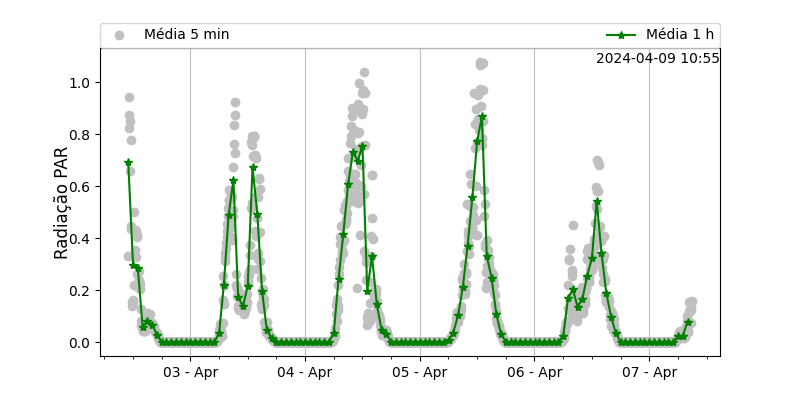 Média 5 min
Média 1 h
2024-04-09 10:55
Radiação PAR
1.0
0.8
0.6
0.4
0.2
0.0
03 - Apr
04 - Apr
05 - Apr
06 - Apr
07 - Apr